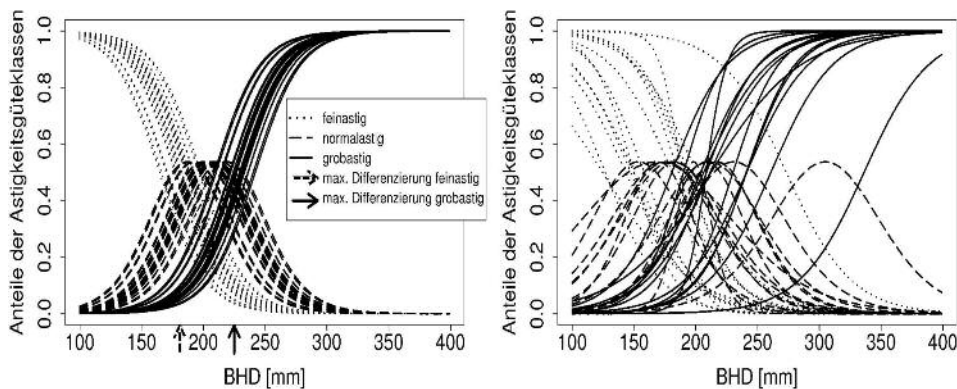 Anteile der Astigkeitsgüteklassen
1.0
0.8
0.6
0.4
0.2
0.0
100
150
200
250
300
350
400
BHD [mm]
feinastig
normalastig
grobastig
max. Differenzierung feinastig
max. Differenzierung grobastig
Anteile der Astigkeitsgüteklassen
1.0
0.8
0.6
0.4
0.2
0.0
100
150
200
250
300
350
400
BHD [mm]